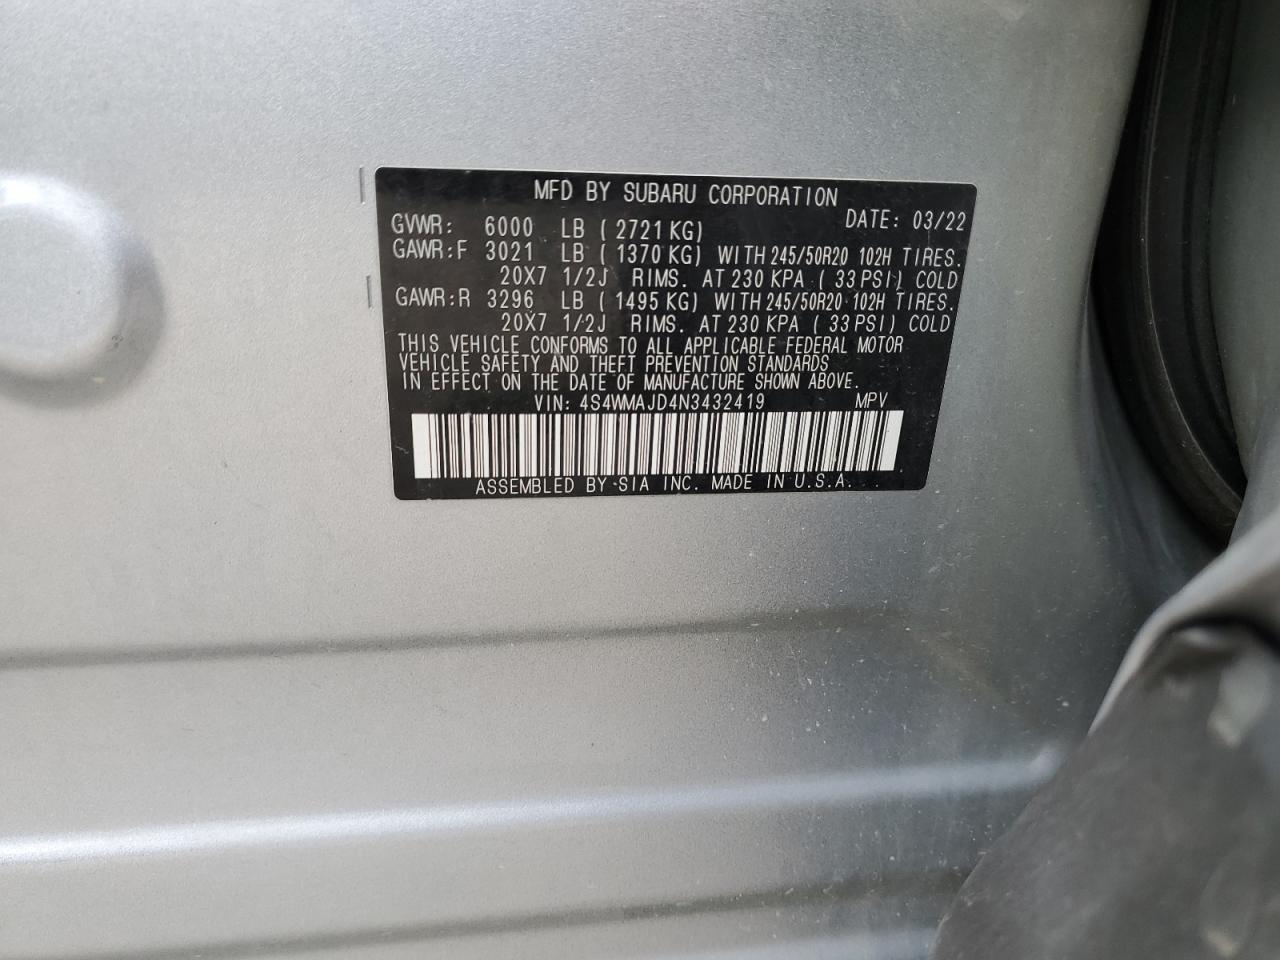 MFD BY SUBARU CORPORATION
DATE: 03/22
GVWR: 6000 LB ( 2721 KG)
GAWR:F 3021 LB ( 1370 KG) WITH 245/50R20 102H TIRES.
20X7 1/2J RIMS. AT 230 KPA ( 33 PSI) COLD
GAWR:R 3296 LB ( 1495 KG) WITH 245/50R20 102H TIRES.
20X7 1/2J RIMS. AT 230 KPA ( 33 PSI) COLD
THIS VEHICLE CONFORMS TO ALL APPLICABLE FEDERAL MOTOR
VEHICLE SAFETY AND THEFT PREVENTION STANDARDS
IN EFFECT ON THE DATE OF MANUFACTURE SHOWN ABOVE.
VIN: 4S4WMAJD4N3432419 MPV
ASSEMBLED BY SIA INC. MADE IN U.S.A.